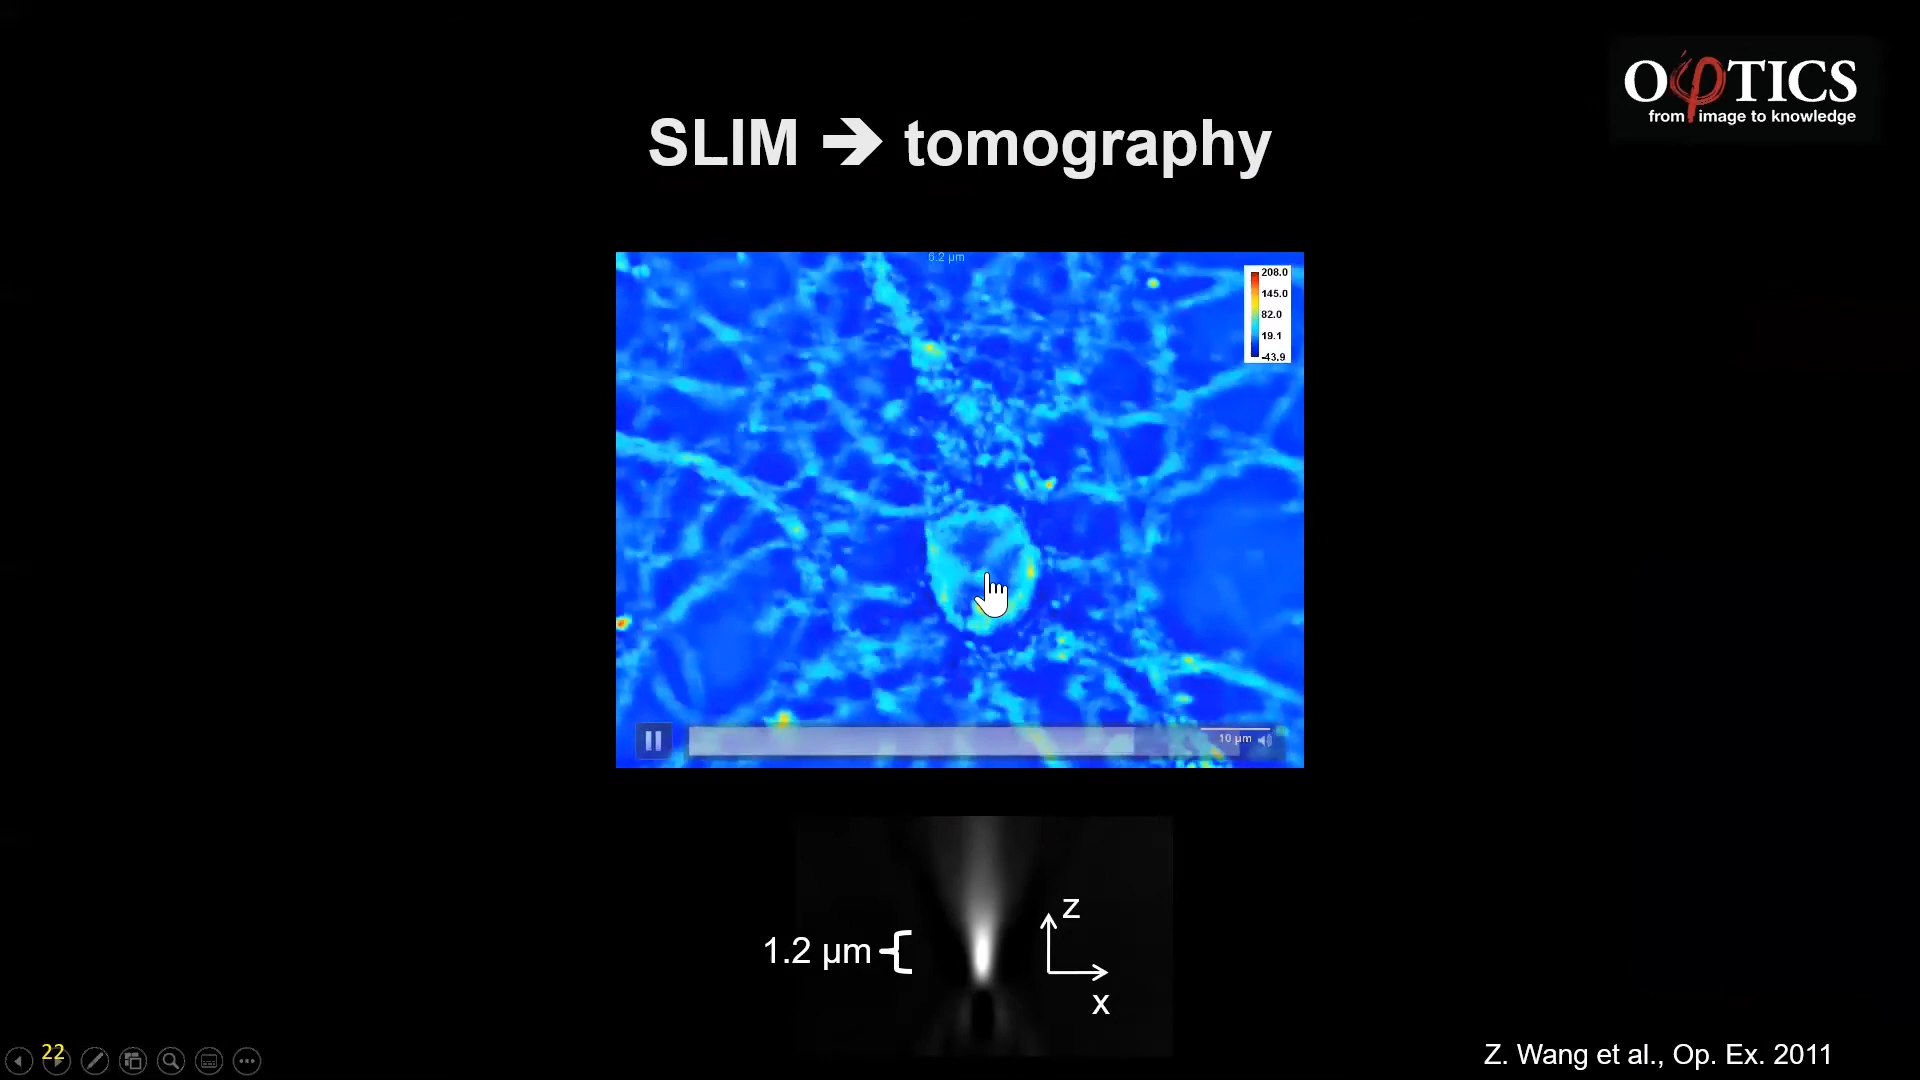 OφTICS
from image to knowledge
SLIM ➔ tomography
6.2 µm
208.0
145.0
82.0
19.1
-43.9
10 µm
1.2 µm
z
x
22
Z. Wang et al., Op. Ex. 2011